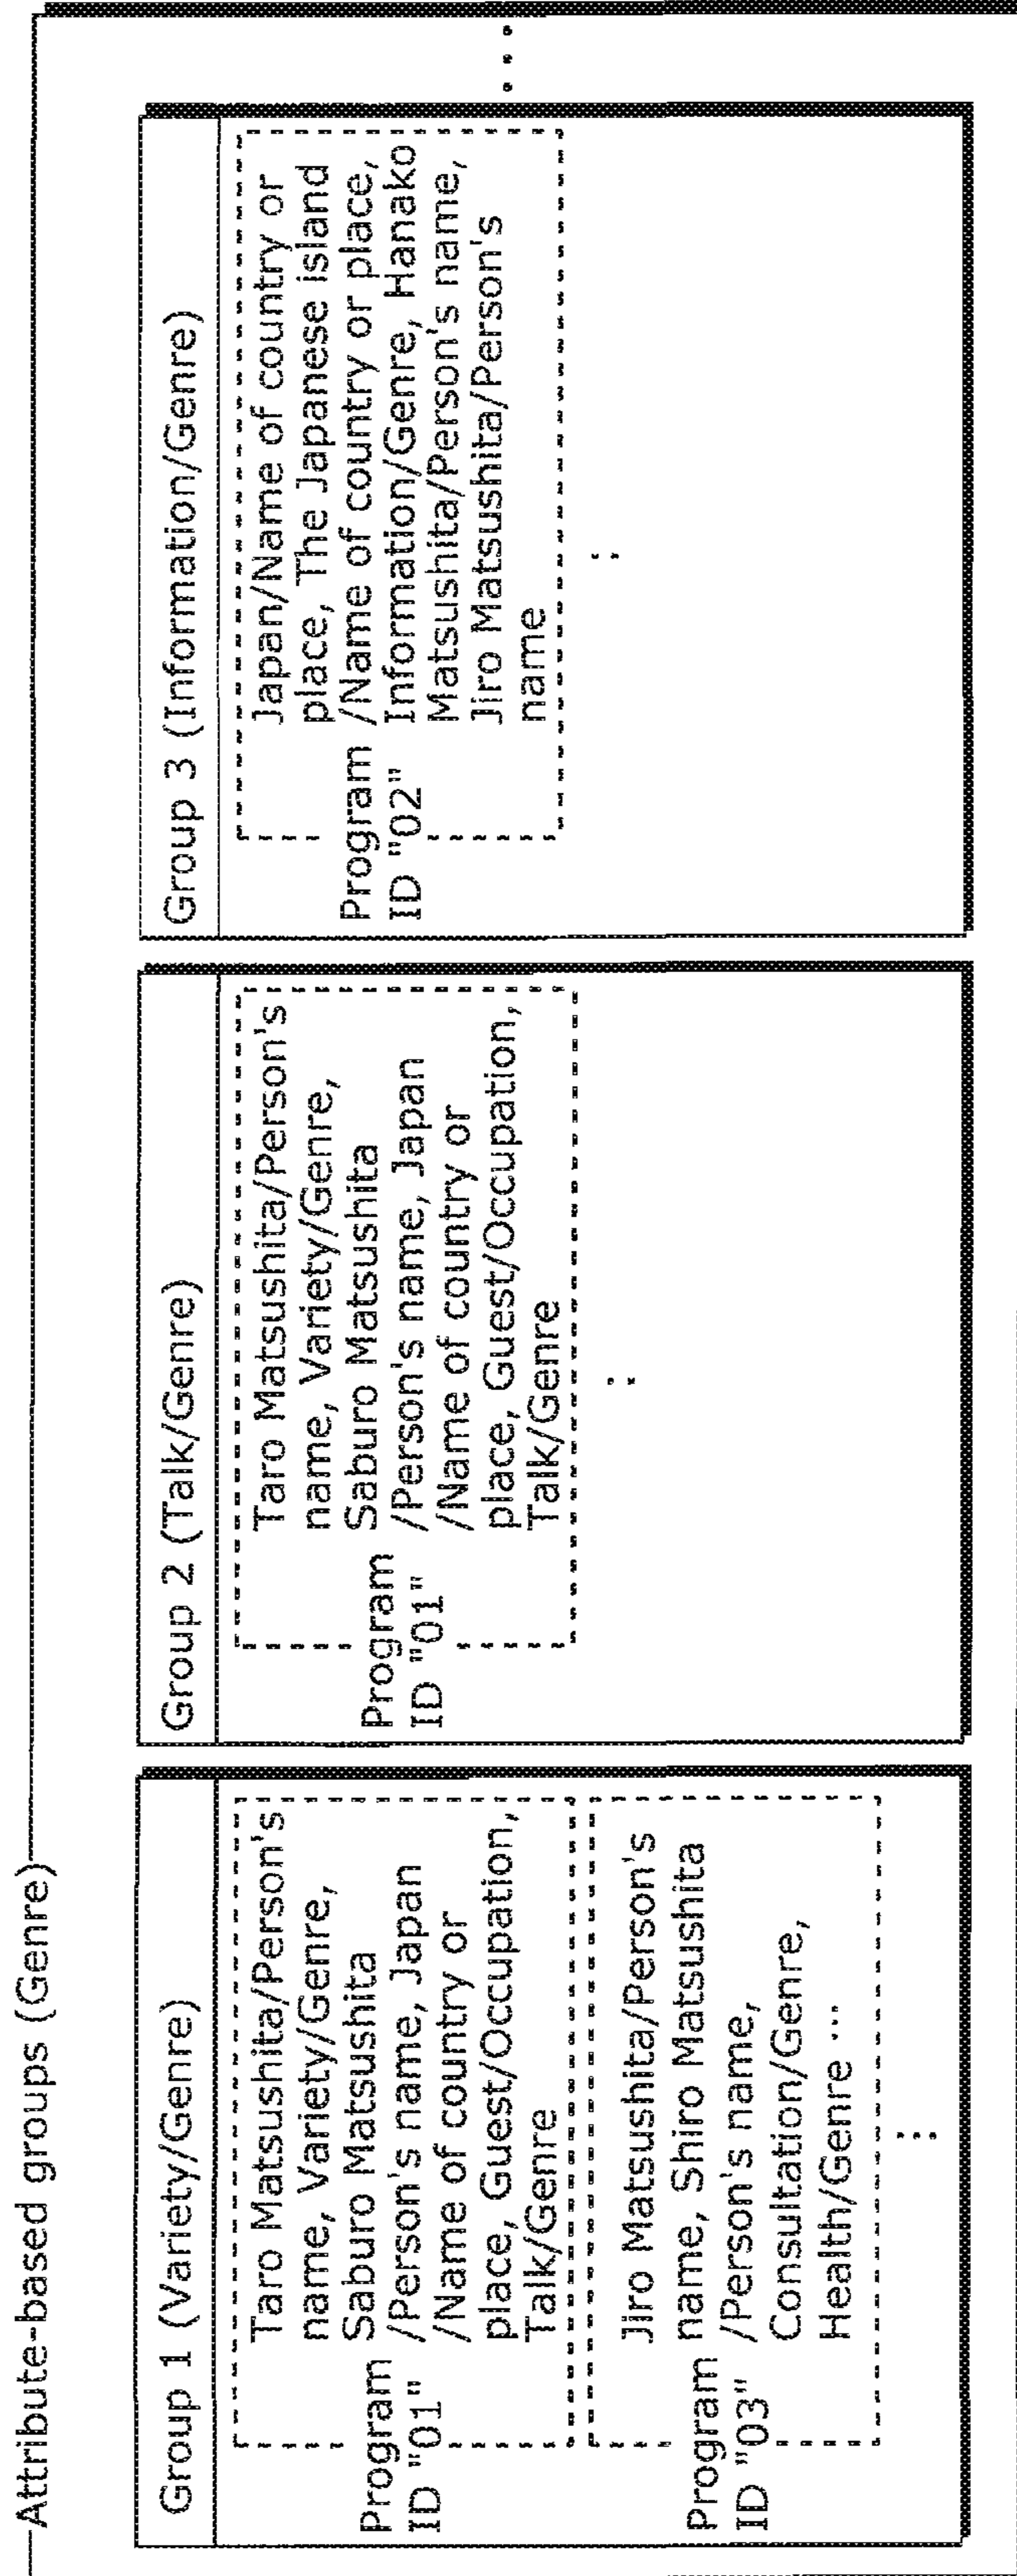 Attribute-based groups (Genre)
Group 1 (Variety/Genre)
Program
ID "01"
Taro Matsushita/Person's
name, Variety/Genre,
Saburo Matsushita
/Person's name, Japan
/Name of country or
place, Guest/Occupation,
Talk/Genre
Program
ID "03"
Jiro Matsushita/Person's
name, Shiro Matsushita
/Person's name,
Consultation/Genre,
Health/Genre ...
Group 2 (Talk/Genre)
Program
ID "01"
Taro Matsushita/Person's
name, Variety/Genre,
Saburo Matsushita
/Person's name, Japan
/Name of country or
place, Guest/Occupation,
Talk/Genre
Group 3 (Information/Genre)
Program
ID "02"
Japan/Name of country or
place, The Japanese island
/Name of country or place,
Information/Genre, Hanako
Matsushita/Person's name,
Jiro Matsushita/Person's
name
...